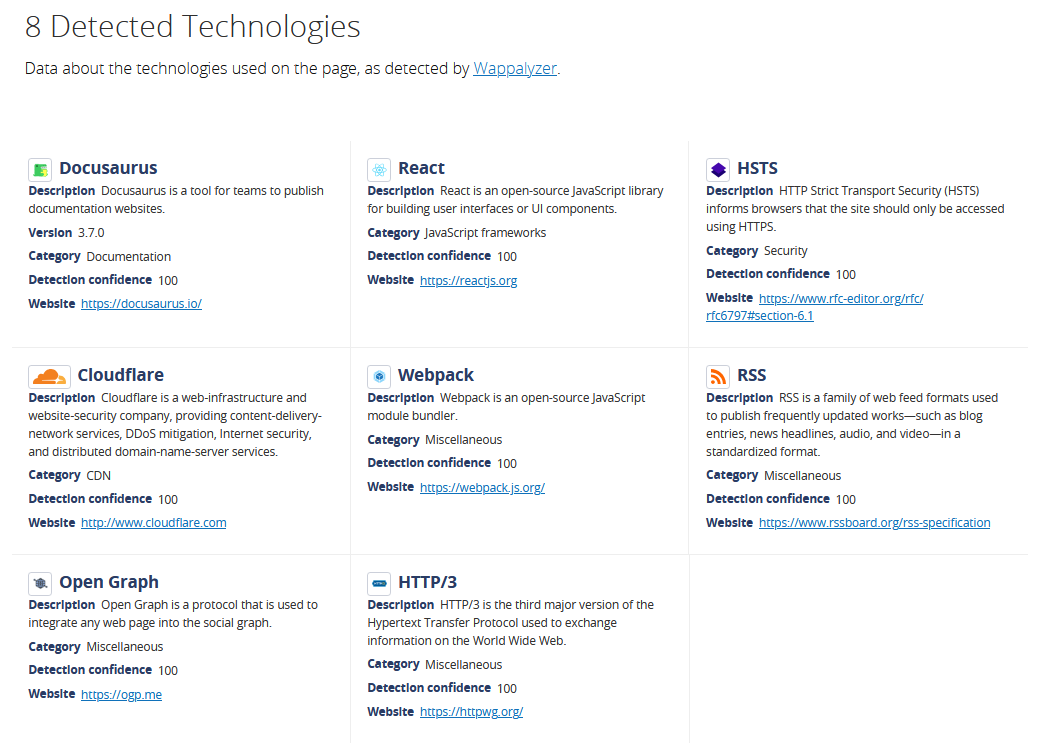 8 Detected Technologies
Data about the technologies used on the page, as detected by Wappalyzer.
Docusaurus
Description Docusaurus is a tool for teams to publish
documentation websites.
Version 3.7.0
Category Documentation
Detection confidence 100
Website https://docusaurus.io/
React
Description React is an open-source JavaScript library
for building user interfaces or UI components.
Category JavaScript frameworks
Detection confidence 100
Website https://reactjs.org
HSTS
Description HTTP Strict Transport Security (HSTS)
informs browsers that the site should only be accessed
using HTTPS.
Category Security
Detection confidence 100
Website https://www.rfc-editor.org/rfc/
rfc6797#section-6.1
Cloudflare
Description Cloudflare is a web-infrastructure and
website-security company, providing content-delivery-
network services, DDoS mitigation, Internet security,
and distributed domain-name-server services.
Category CDN
Detection confidence 100
Website http://www.cloudflare.com
Webpack
Description Webpack is an open-source JavaScript
module bundler.
Category Miscellaneous
Detection confidence 100
Website https://webpack.js.org/
RSS
Description RSS is a family of web feed formats used
to publish frequently updated works—such as blog
entries, news headlines, audio, and video—in a
standardized format.
Category Miscellaneous
Detection confidence 100
Website https://www.rssboard.org/rss-specification
Open Graph
Description Open Graph is a protocol that is used to
integrate any web page into the social graph.
Category Miscellaneous
Detection confidence 100
Website https://ogp.me
HTTP/3
Description HTTP/3 is the third major version of the
Hypertext Transfer Protocol used to exchange
information on the World Wide Web.
Category Miscellaneous
Detection confidence 100
Website https://httpwg.org/